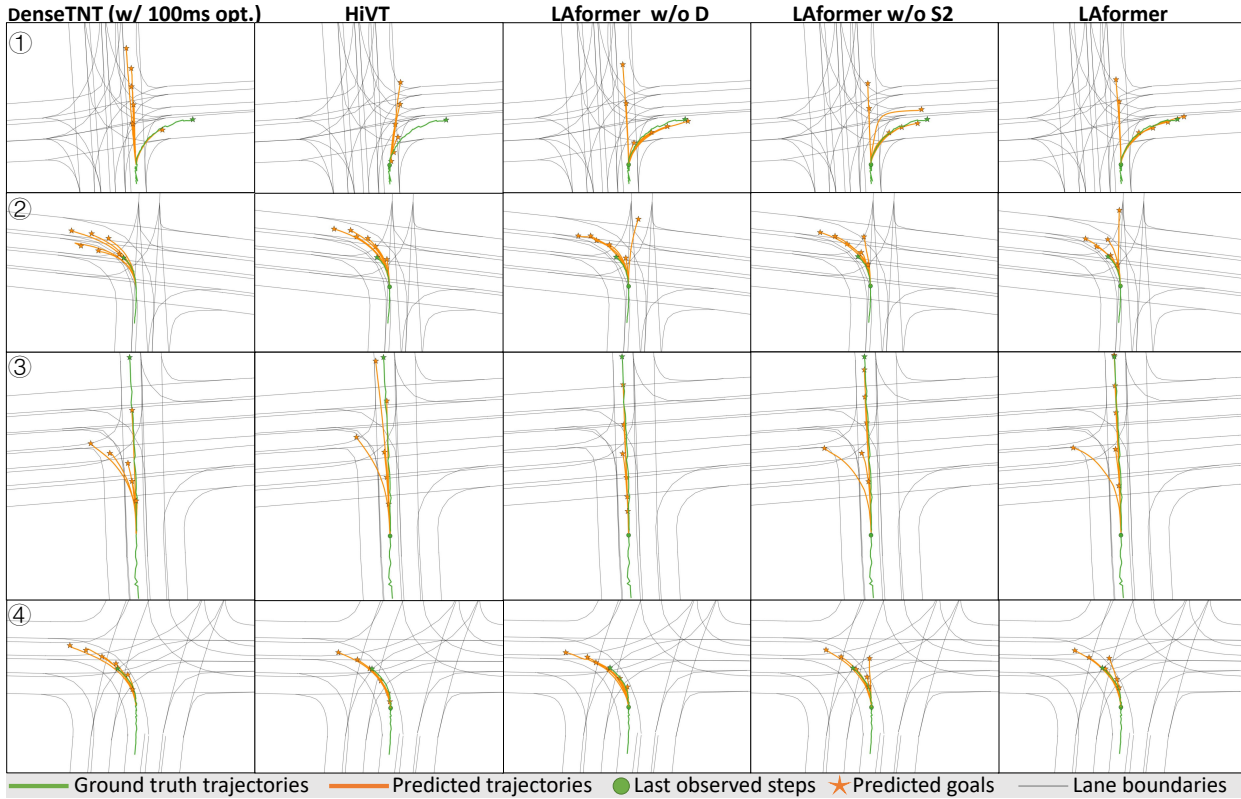 DenseTNT (w/ 100ms opt.) HiVT LAformer w/o D LAformer w/o S2 LAformer
①
②
③
④
Ground truth trajectories Predicted trajectories Last observed steps Predicted goals Lane boundaries